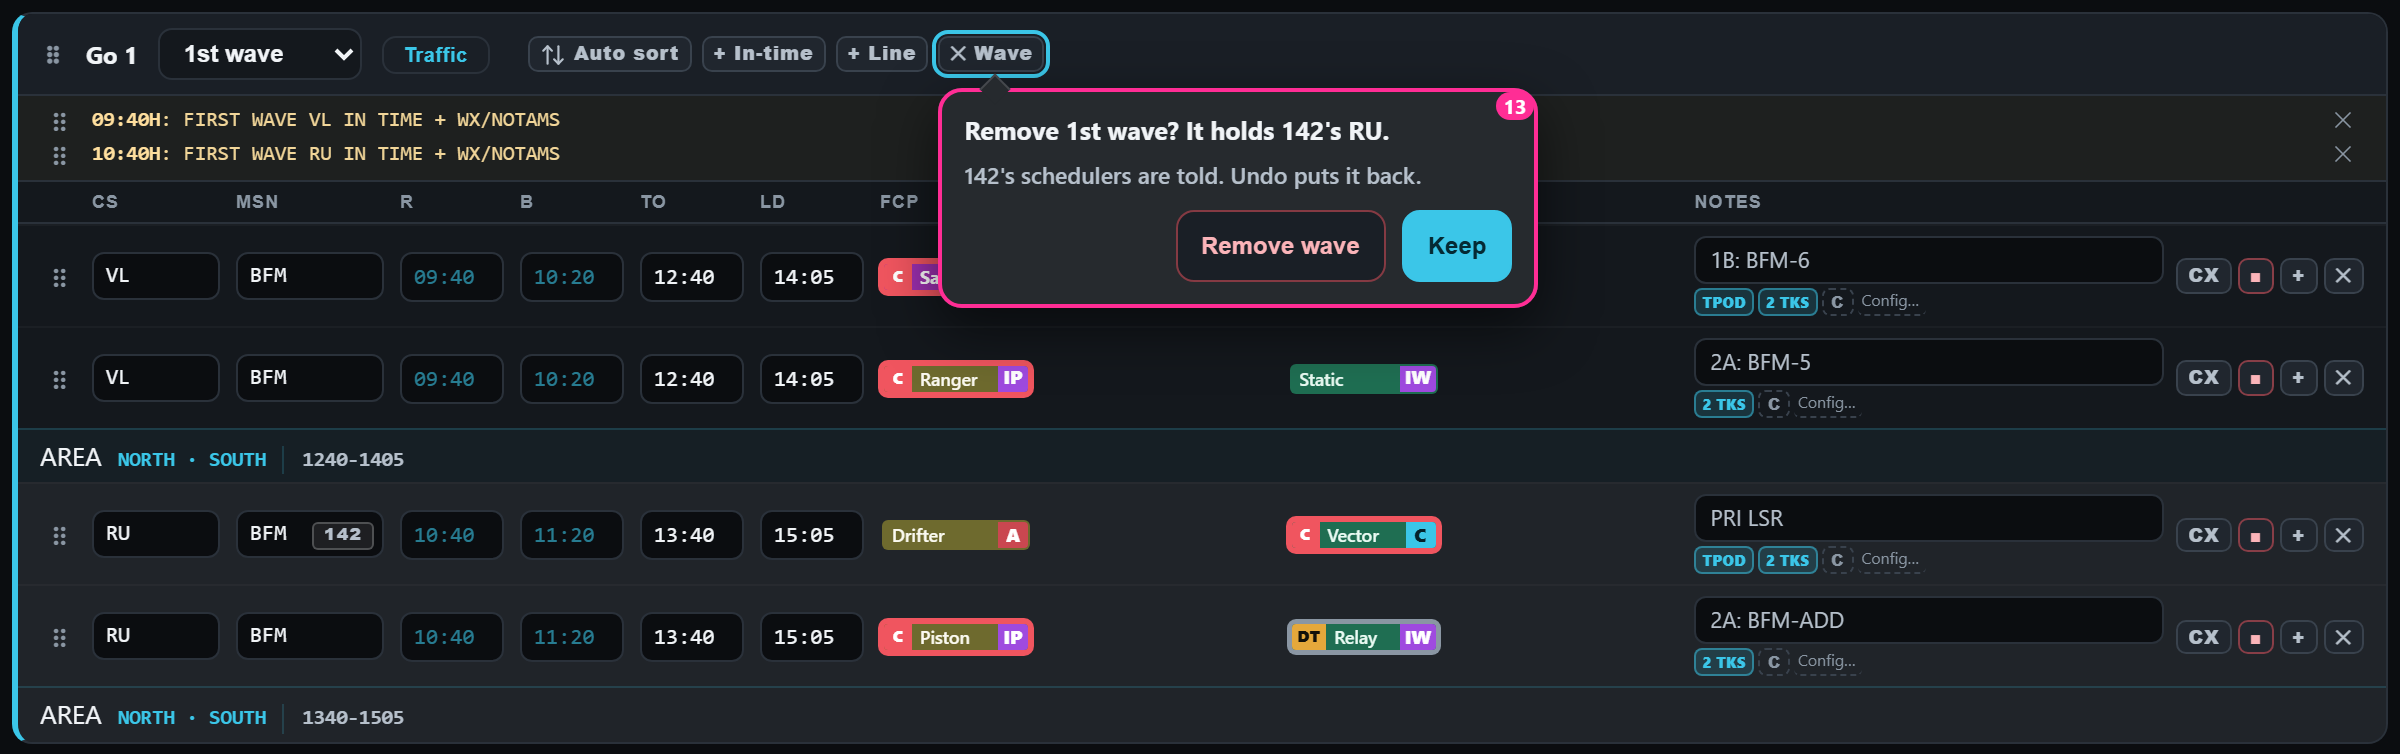 Go 1 1st wave Traffic Auto sort + In-time + Line × Wave
09:40H: FIRST WAVE VL IN TIME + WX/NOTAMS
10:40H: FIRST WAVE RU IN TIME + WX/NOTAMS
13
Remove 1st wave? It holds 142's RU.
142's schedulers are told. Undo puts it back.
Remove wave Keep
CS MSN R B TO LD FCP NOTES
VL BFM 09:40 10:20 12:40 14:05 C 1B: BFM-6 CX + ×
TPOD 2 TKS C Config...
VL BFM 09:40 10:20 12:40 14:05 C Ranger IP Static IW 2A: BFM-5 CX + ×
2 TKS C Config...
AREA NORTH · SOUTH 1240-1405
RU BFM 142 10:40 11:20 13:40 15:05 Drifter A C Vector C PRI LSR CX + ×
TPOD 2 TKS C Config...
RU BFM 10:40 11:20 13:40 15:05 C Piston IP DT Relay IW 2A: BFM-ADD CX + ×
2 TKS C Config...
AREA NORTH · SOUTH 1340-1505